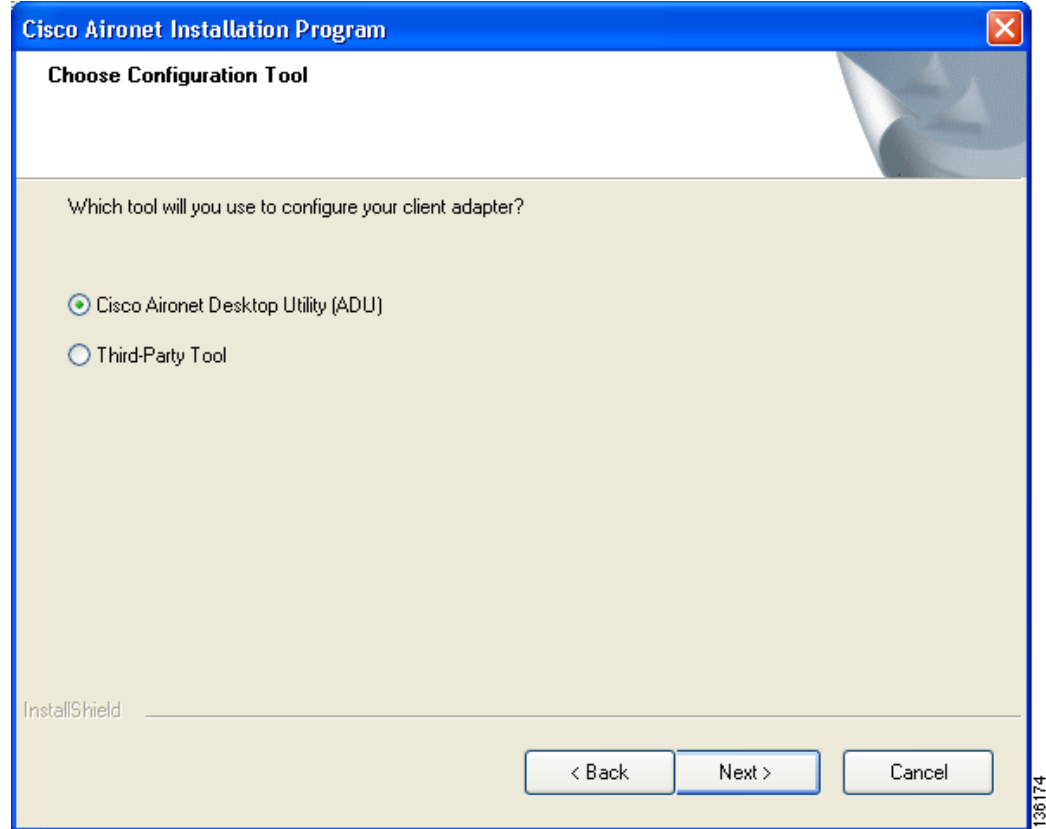 Cisco Aironet Installation Program
Choose Configuration Tool
Which tool will you use to configure your client adapter?
Cisco Aironet Desktop Utility (ADU)
Third-Party Tool
InstallShield
< Back
Next >
Cancel
136174